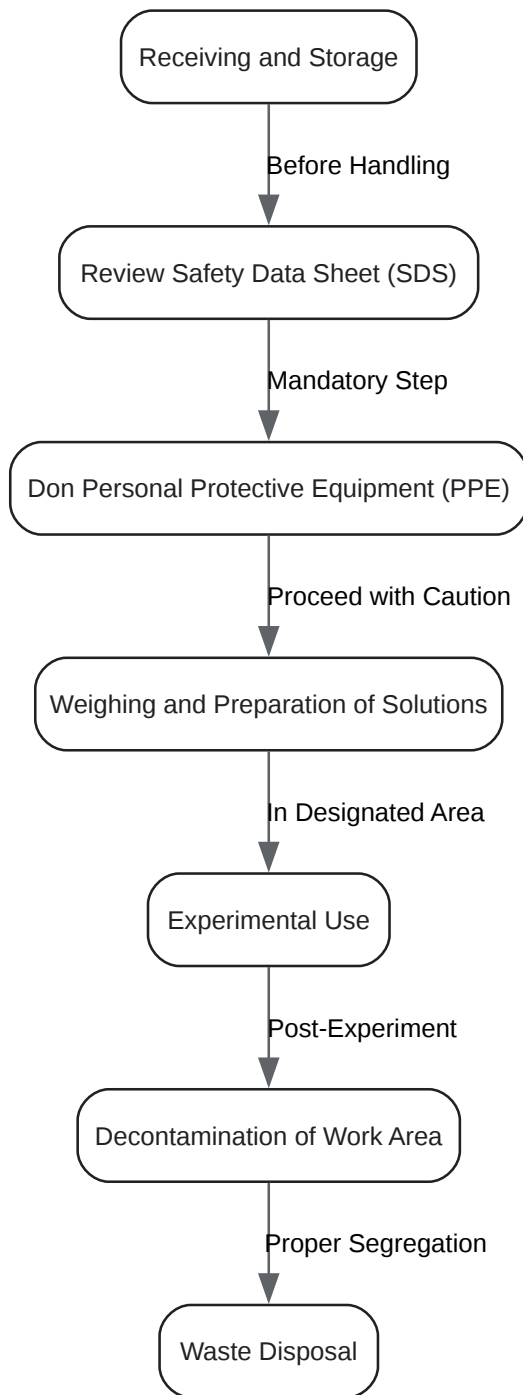 Receiving and Storage
Before Handling
Review Safety Data Sheet (SDS)
Mandatory Step
Don Personal Protective Equipment (PPE)
Proceed with Caution
Weighing and Preparation of Solutions
In Designated Area
Experimental Use
Post-Experiment
Decontamination of Work Area
Proper Segregation
Waste Disposal